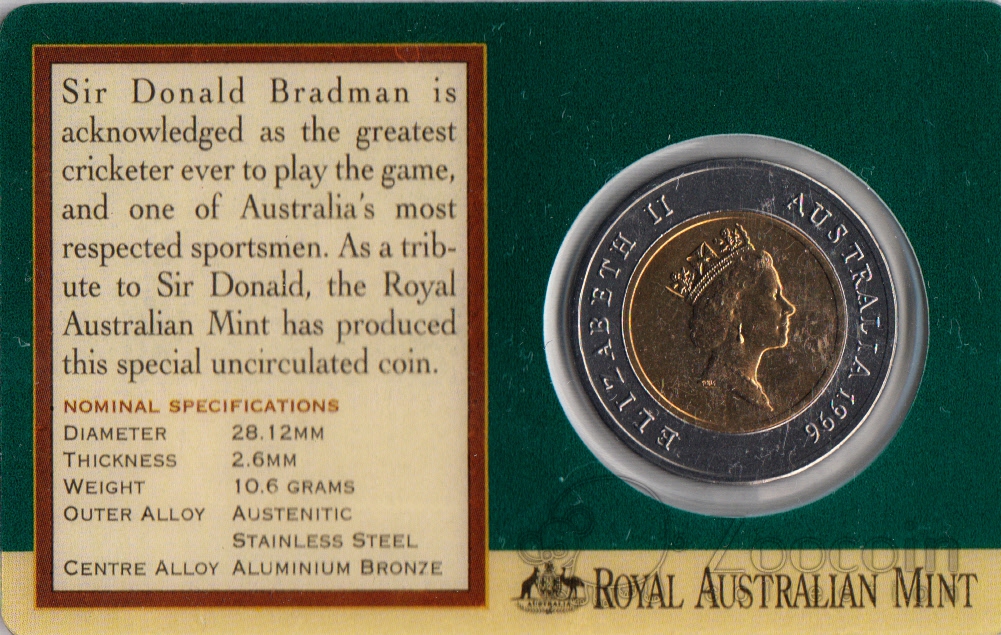 Sir Donald Bradman is
acknowledged as the greatest
cricketer ever to play the game,
and one of Australia's most
respected sportsmen. As a trib-
ute to Sir Donald, the Royal
Australian Mint has produced
this special uncirculated coin.
NOMINAL SPECIFICATIONS
DIAMETER 28.12MM
THICKNESS 2.6MM
WEIGHT 10.6 GRAMS
OUTER ALLOY AUSTENITIC
STAINLESS STEEL
CENTRE ALLOY ALUMINIUM BRONZE
ELIZABETH II AUSTRALIA 1996
Zoocoin
AUSTRALIA
ROYAL AUSTRALIAN MINT